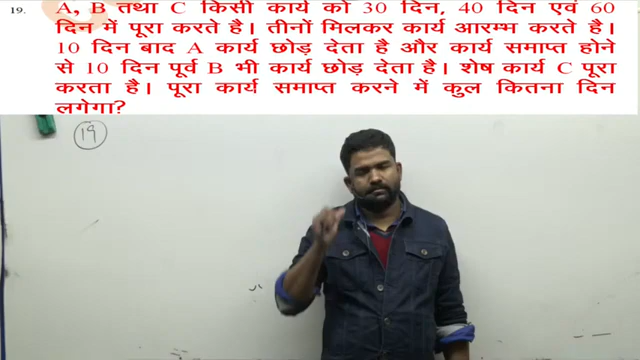 19. A, B तथा C किसी कार्य को 30 दिन, 40 दिन एवं 60
दिन में पूरा करते है। तीनों मिलकर कार्य आरम्भ करते है।
10 दिन बाद A कार्य छोड़ देता है और कार्य समाप्त होने
से 10 दिन पूर्व B भी कार्य छोड़ देता है। शेष कार्य C पूरा
करता है। पूरा कार्य समाप्त करने में कुल कितना दिन
लगेगा?
19